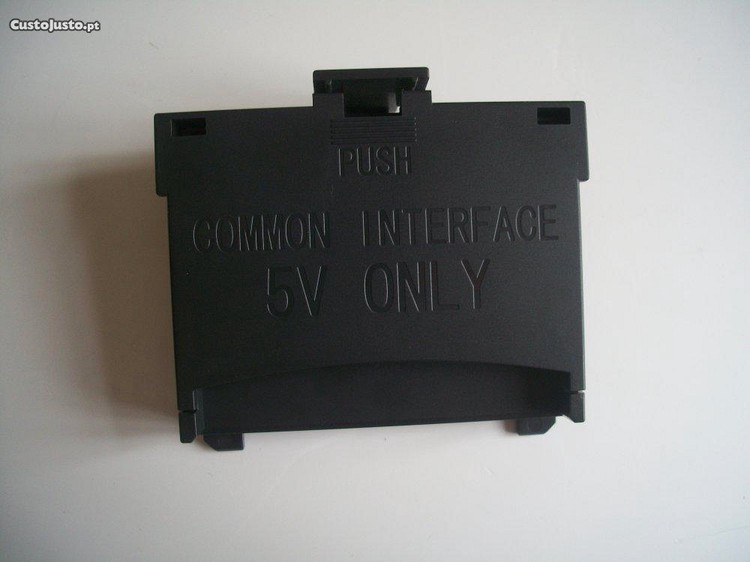 CustoJusto.pt
PUSH
COMMON INTERFACE
5V ONLY